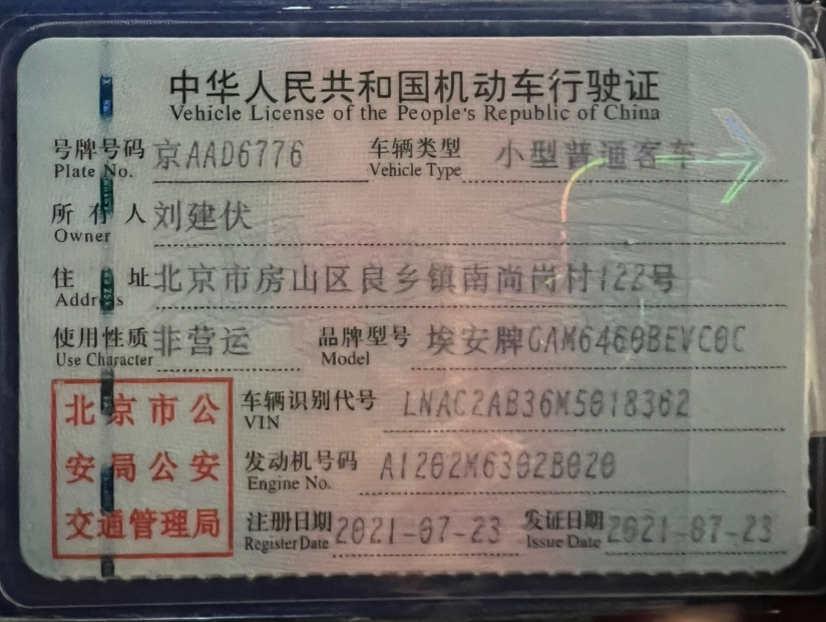 中华人民共和国机动车行驶证
Vehicle License of the People's Republic of China
号牌号码 京AAD6776 车辆类型 小型普通客车
Plate No. Vehicle Type
所有人 刘建伏
Owner
住址 北京市房山区良乡镇南尚岗村122号
Address
使用性质 非营运 品牌型号 埃安牌GAM6460BEVC0C
Use Character Model
北京市公 车辆识别代号 LNAC2AB36M5018362
VIN
安局公安 发动机号码 A1202M6302B020
Engine No.
交通管理局 注册日期 2021-07-23 发证日期 2021-07-23
Register Date Issue Date